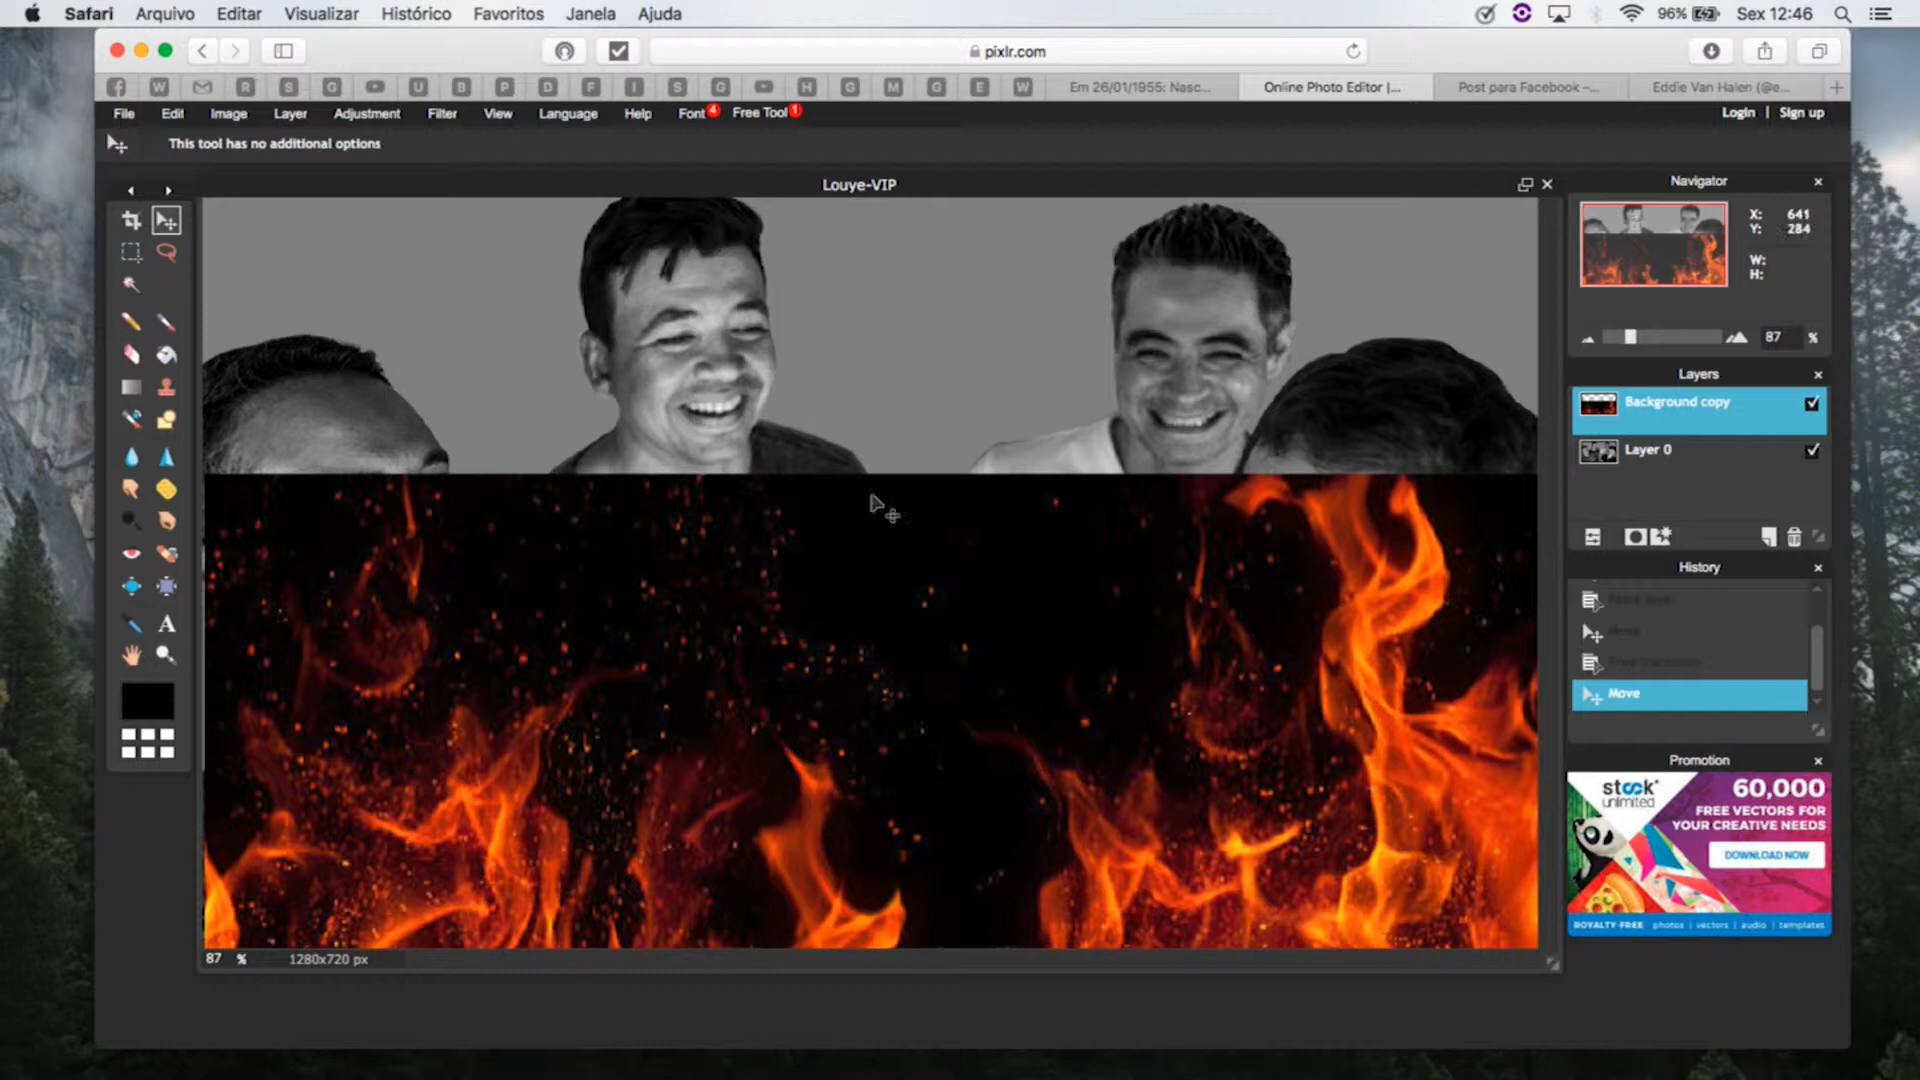 Safari Arquivo Editar Visualizar Histórico Favoritos Janela Ajuda 96% Sex 12:46
pixlr.com
W R S G U B P D F I S G H G M G E W Em 26/01/1955: Nasc... Online Photo Editor |... Post para Facebook –... Eddie Van Halen (@e...
File Edit Image Layer Adjustment Filter View Language Help Font 4 Free Tool 1 Login | Sign up
This tool has no additional options
Louye-VIP
Navigator
X: 641
Y: 284
W:
H:
87 %
Layers
Background copy
Layer 0
History
Move
A
Promotion
stock unlimited
60,000
FREE VECTORS FOR
YOUR CREATIVE NEEDS
DOWNLOAD NOW
ROYALTY-FREE photos | vectors | audio | templates
87 % 1280x720 px